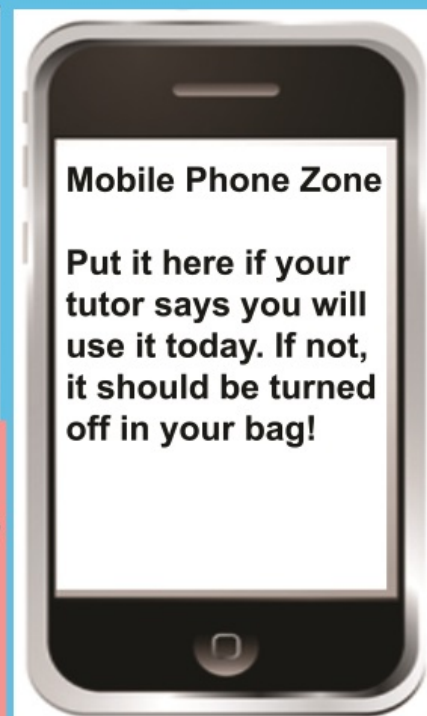 Mobile Phone Zone
Put it here if your
tutor says you will
use it today. If not,
it should be turned
off in your bag!